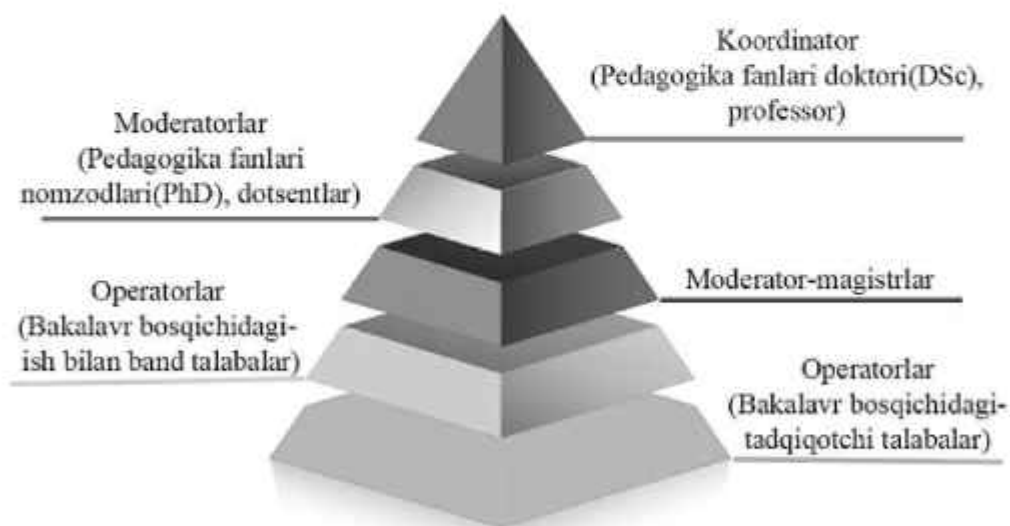 Koordinator
(Pedagogika fanlari doktori(DSc),
professor)
Moderatorlar
(Pedagogika fanlari
nomzodlari(PhD), dotsentlar)
Moderator-magistrlar
Operatorlar
(Bakalavr bosqichidagi-
ish bilan band talabalar)
Operatorlar
(Bakalavr bosqichidagi-
tadqiqotchi talabalar)